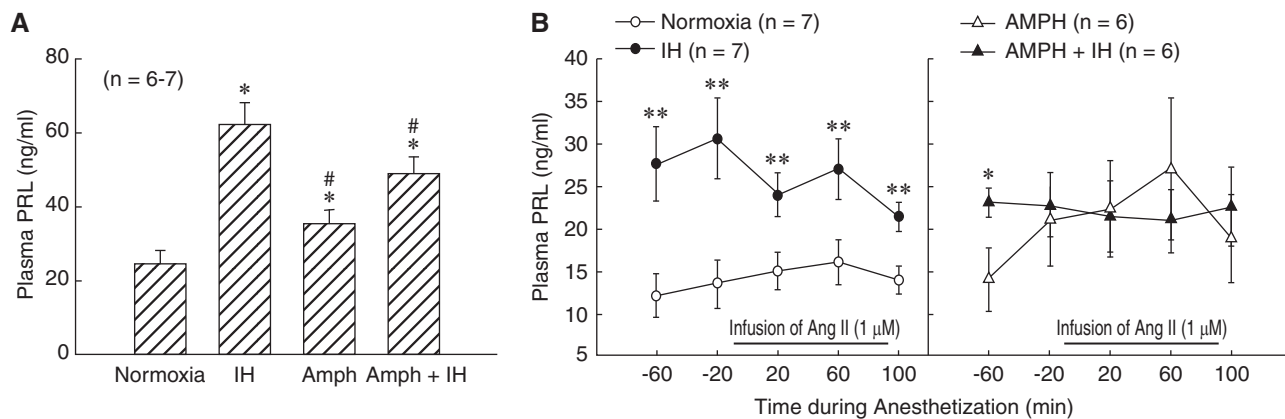 A
(n = 6-7)
Plasma PRL (ng/ml)
80
60
40
20
0
*
#
*
#
*
Normoxia IH Amph Amph + IH
B
Normoxia (n = 7)
IH (n = 7)
AMPH (n = 6)
AMPH + IH (n = 6)
Plasma PRL (ng/ml)
40
35
30
25
20
15
10
5
** ** ** ** **
*
Infusion of Ang II (1 μM)
Infusion of Ang II (1 μM)
-60 -20 20 60 100 -60 -20 20 60 100
Time during Anesthetization (min)